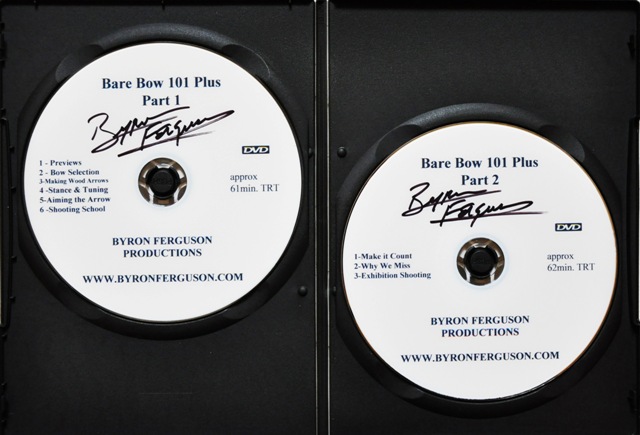 Bare Bow 101 Plus
Part 1
Byron
Ferguson
DVD
1 - Previews
2 - Bow Selection
3-Making Wood Arrows
4 -Stance & Tuning
5-Aiming the Arrow
6 -Shooting School
approx
61min. TRT
BYRON FERGUSON
PRODUCTIONS
WWW.BYRONFERGUSON.COM
Bare Bow 101 Plus
Part 2
Byron
Ferguson
DVD
1-Make it Count
2-Why We Miss
3-Exhibition Shooting
approx
62min. TRT
BYRON FERGUSON
PRODUCTIONS
WWW.BYRONFERGUSON.COM